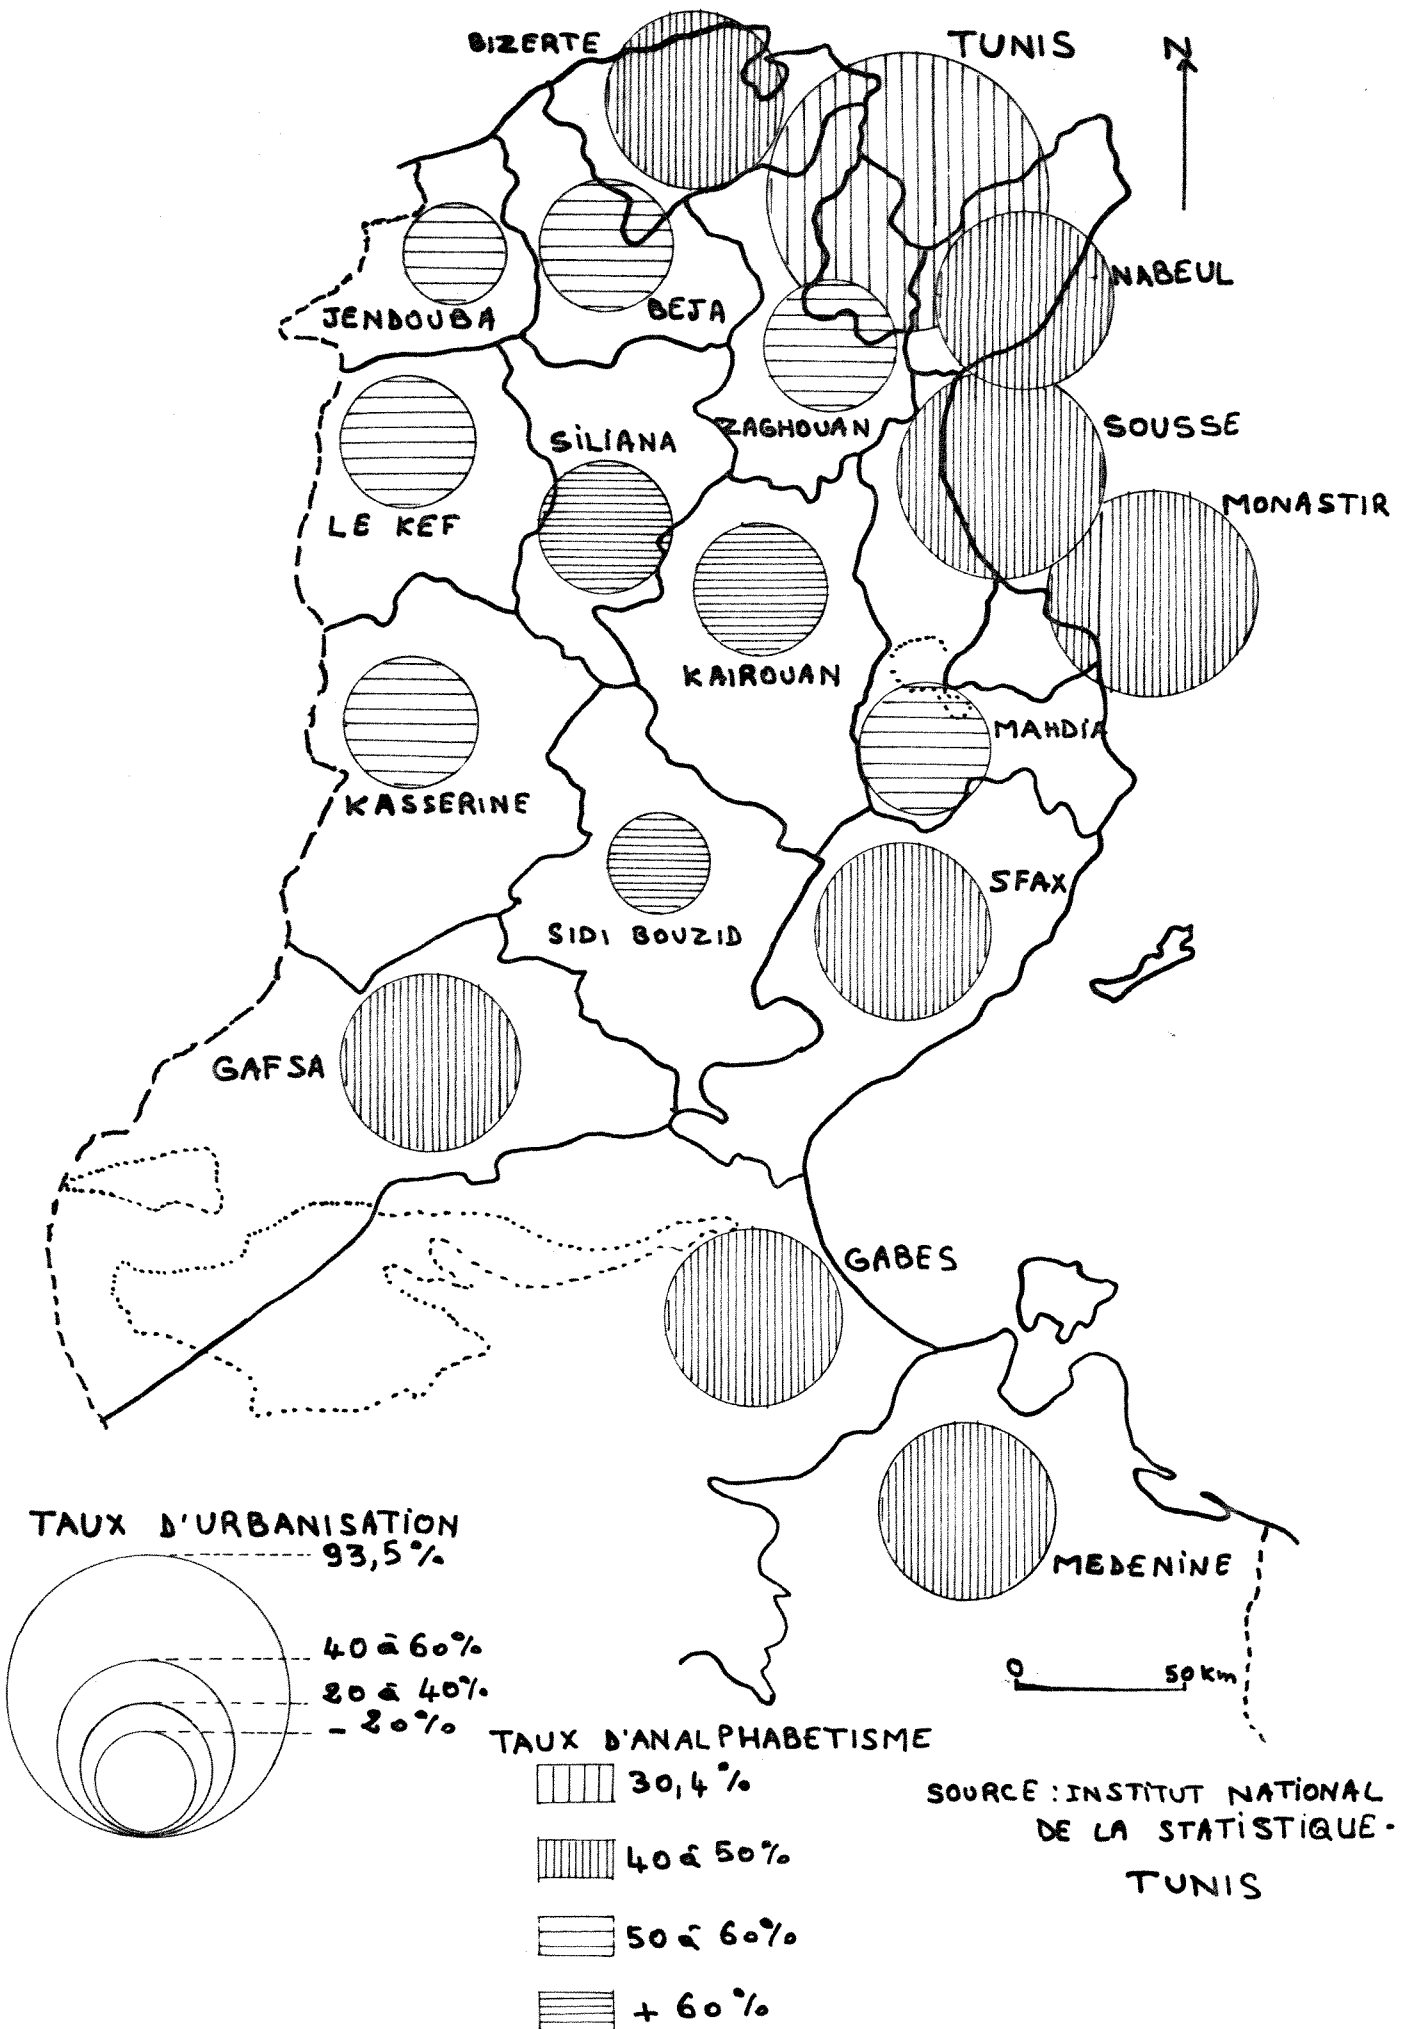 BIZERTE
TUNIS
N
NABEUL
JENDOUBA
BEJA
SOUSSE
ZAGHOUAN
SiLiANA
MONASTIR
LE KEF
KAIROUAN
MAHDiA
KASSERINE
SFAX
SIDI BOUZID
GAFSA
GABES
MEDENiNE
0 50 Km
TAUX D'URBANISATiON
93,5%
40 à 60%
20 à 40%
- 20%
TAUX D'ANALPHABETISME
30,4%
40 à 50%
50 à 60%
+ 60%
SOURCE : INSTiTUT NATiONAL
DE LA STATiSTiQUE.
TUNIS